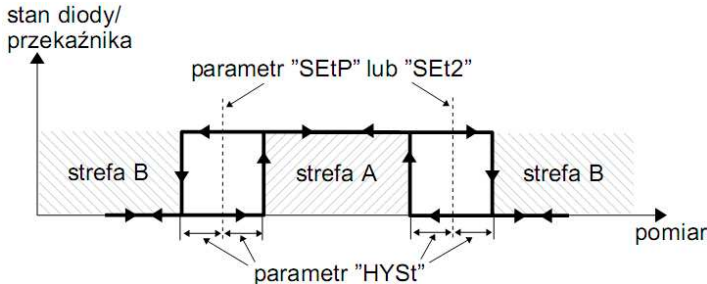 stan diody/
przekaźnika
parametr ”SEtP” lub ”SEt2”
strefa B
strefa A
strefa B
pomiar
parametr ”HYSt”